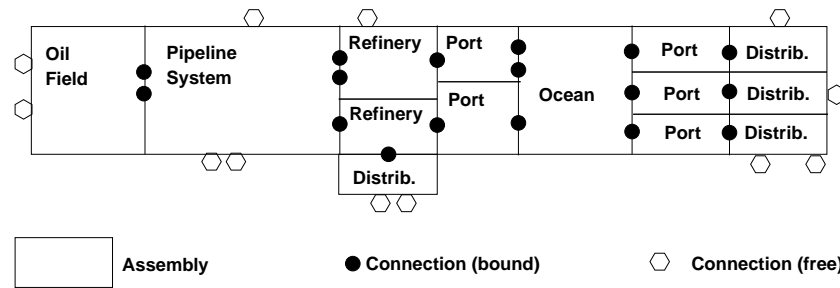 Oil
Field
Pipeline
System
Refinery
Refinery
Distrib.
Port
Port
Ocean
Port
Distrib.
Port
Distrib.
Port
Distrib.
Assembly
Connection (bound)
Connection (free)